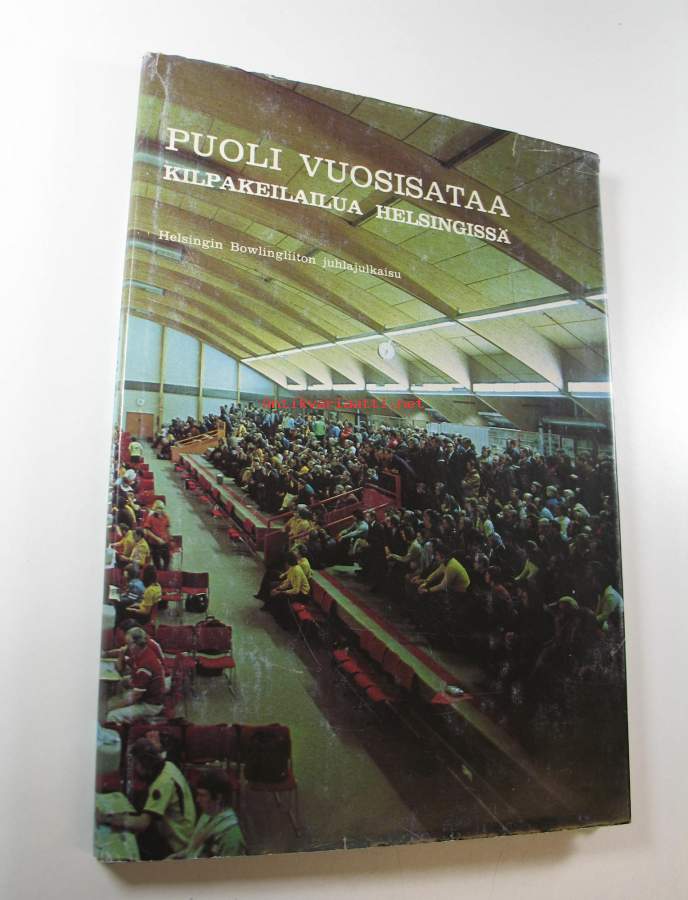 PUOLI VUOSISATAA
KILPAKEILAILUA HELSINGISSÄ
Helsingin Bowlingliiton juhlajulkaisu
antikvariaatti.net